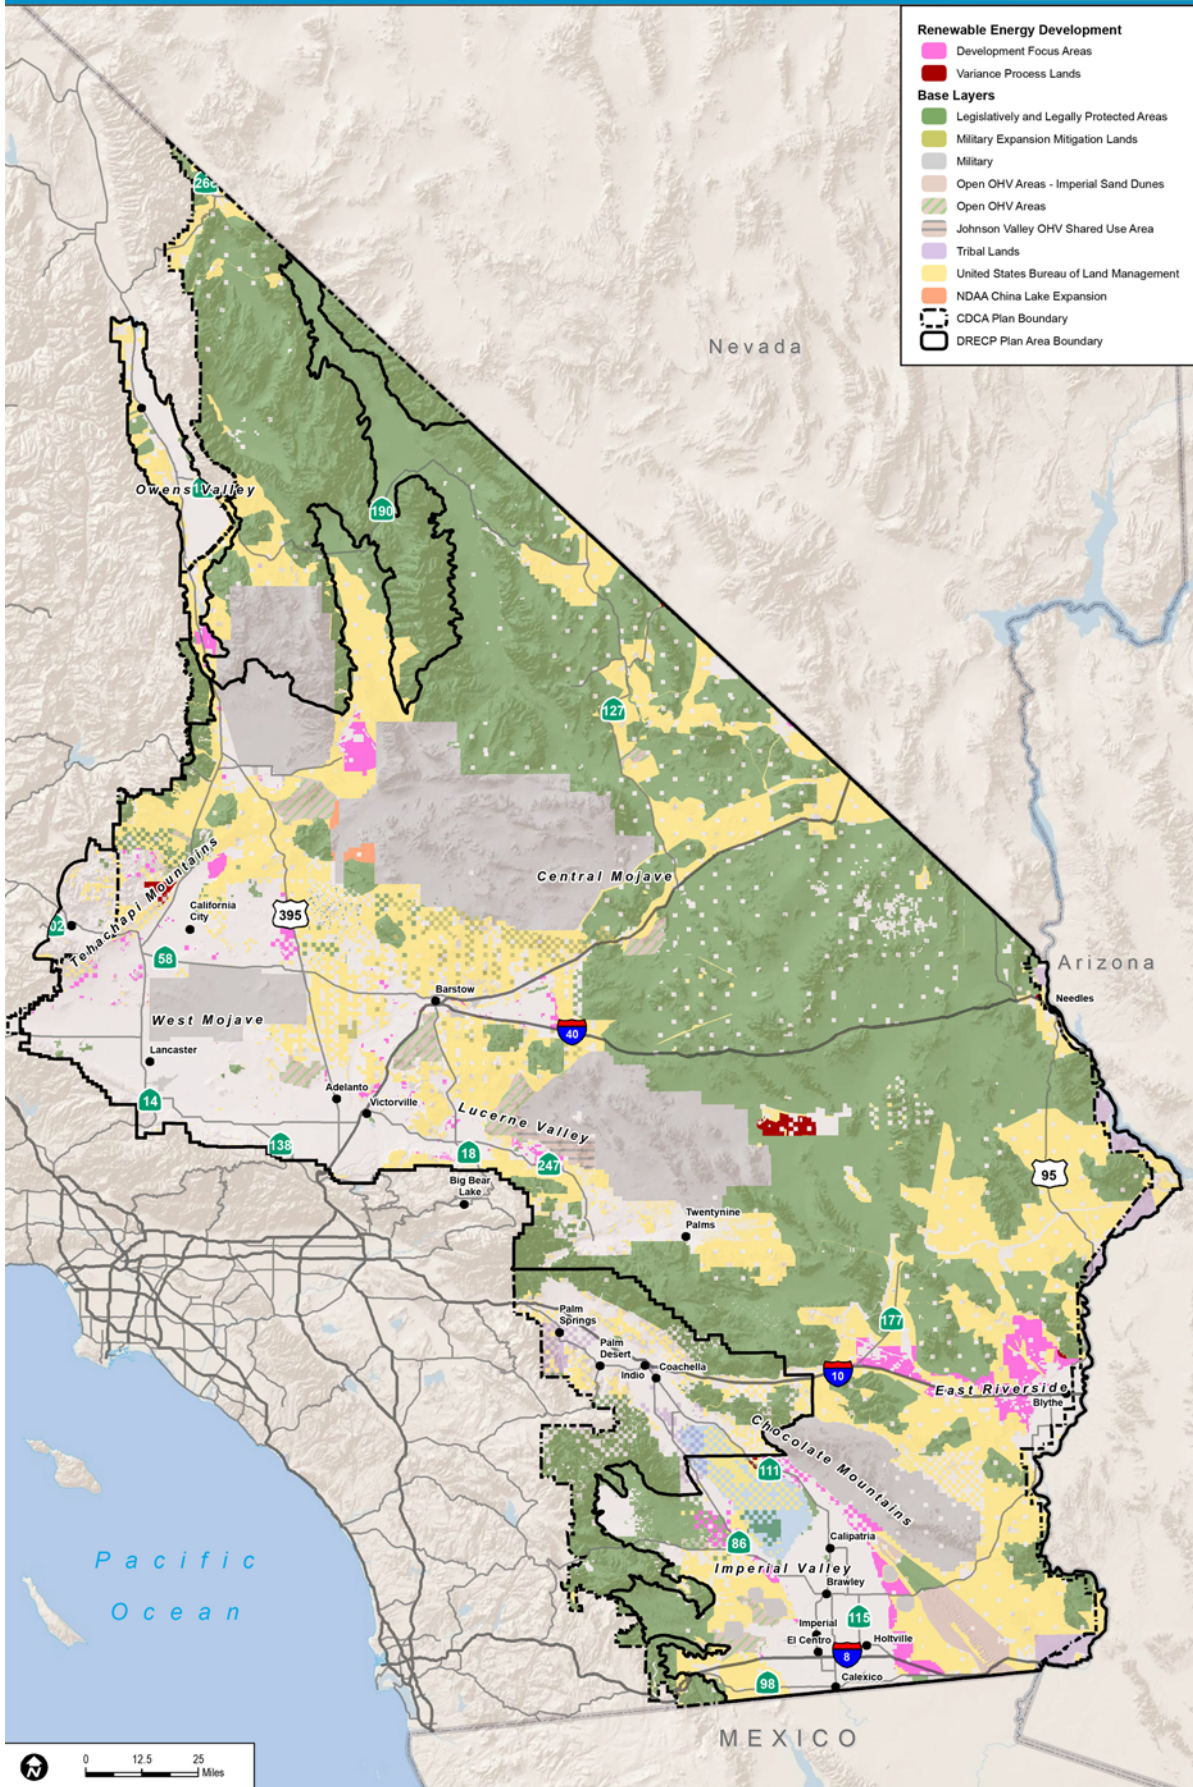 Renewable Energy Development
Development Focus Areas
Variance Process Lands
Base Layers
Legislatively and Legally Protected Areas
Military Expansion Mitigation Lands
Military
Open OHV Areas - Imperial Sand Dunes
Open OHV Areas
Johnson Valley OHV Shared Use Area
Tribal Lands
United States Bureau of Land Management
NDAA China Lake Expansion
CDCA Plan Boundary
DRECP Plan Area Boundary
Nevada
Owens Valley
190
127
Central Mojave
Tehachapi Mountains
California
City
395
58
Arizona
Needles
Barstow
West Mojave
40
Lancaster
14
Adelanto
Victorville
Lucerne Valley
138
18
247
95
Big Bear
Lake
Twentynine
Palms
Palm
Springs
177
Palm
Desert
Coachella
Indio
10
East Riverside
Blythe
Chocolate Mountains
111
86
Calipatria
Imperial Valley
Brawley
Pacific
Ocean
Imperial
115
El Centro
Holtville
8
98
Calexico
MEXICO
N
0 12.5 25
Miles